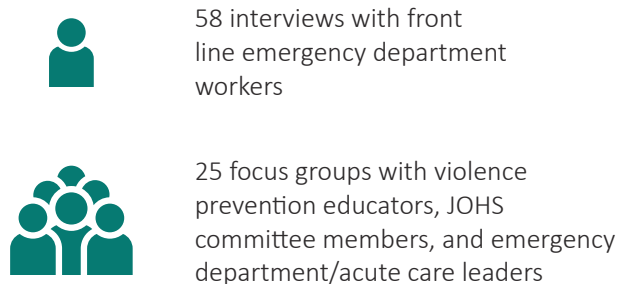 58 interviews with front
line emergency department
workers
25 focus groups with violence
prevention educators, JOHS
committee members, and emergency
department/acute care leaders